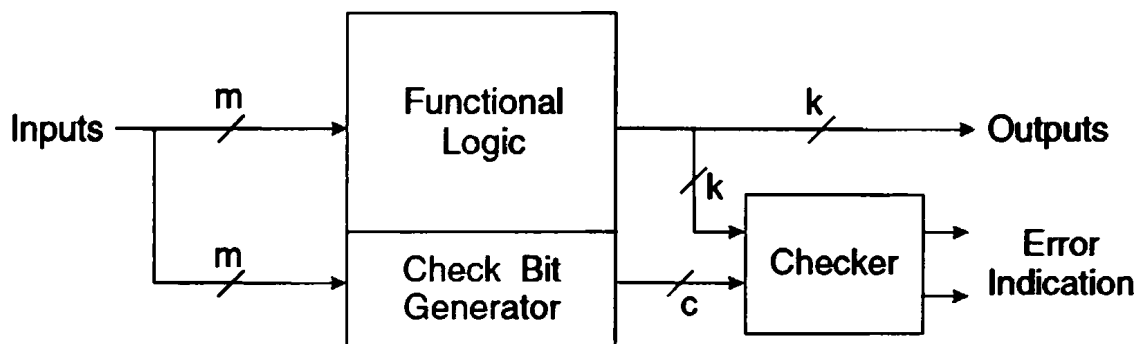 m
Inputs
Functional
Logic
k
Outputs
k
m
Check Bit
Generator
c
Checker
Error
Indication